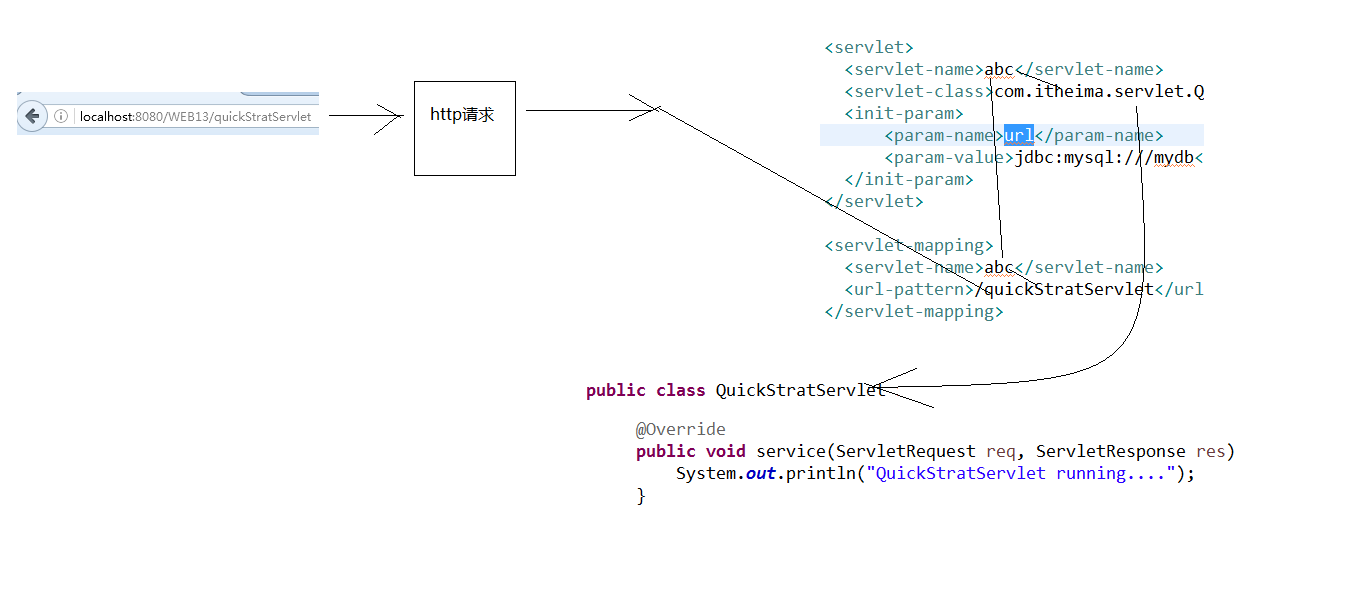 localhost:8080/WEB13/quickStratServlet
http请求
<servlet>
<servlet-name>abc</servlet-name>
<servlet-class>com.itheima.servlet.Q
<init-param>
<param-name>url</param-name>
<param-value>jdbc:mysql:///mydb<
</init-param>
</servlet>
<servlet-mapping>
<servlet-name>abc</servlet-name>
<url-pattern>/quickStratServlet</url
</servlet-mapping>
public class QuickStratServlet
@Override
public void service(ServletRequest req, ServletResponse res)
System.out.println("QuickStratServlet running....");
}